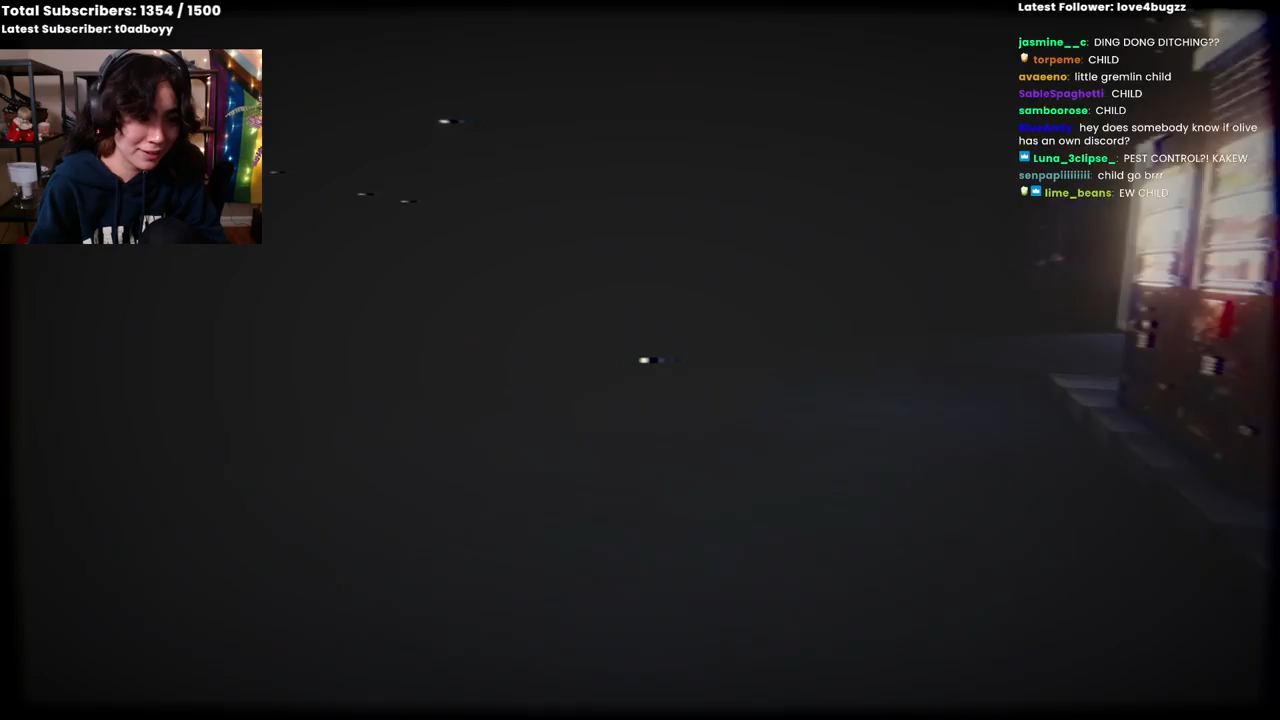 Total Subscribers: 1354 / 1500
Latest Subscriber: t0adboyy
Latest Follower: love4bugzz
jasmine__c: DING DONG DITCHING??
torpeme: CHILD
avaeeno: little gremlin child
SableSpaghetti: CHILD
samboorose: CHILD
hey does somebody know if olive
has an own discord?
Luna_3clipse_: PEST CONTROL?! KAKEW
senpapiiiiiiiii: child go brrr
lime_beans: EW CHILD